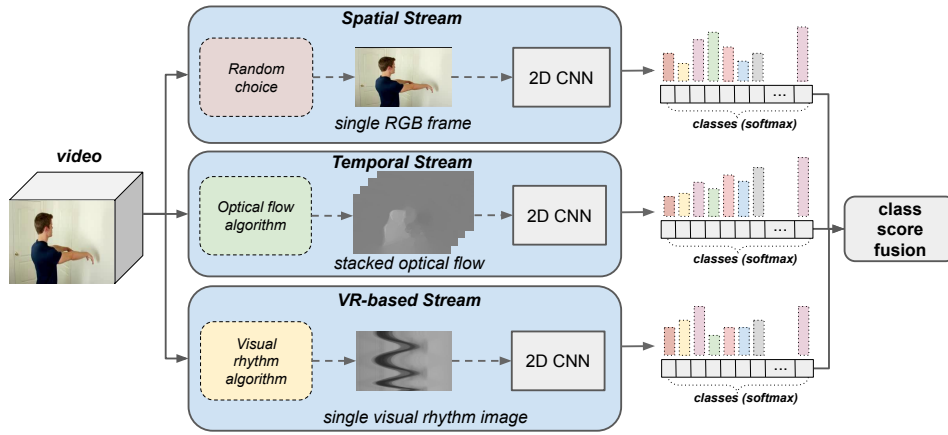 Spatial Stream
Random
choice
2D CNN
single RGB frame
classes (softmax)
...
video
Temporal Stream
Optical flow
algorithm
2D CNN
stacked optical flow
classes (softmax)
...
class
score
fusion
VR-based Stream
Visual
rhythm
algorithm
2D CNN
single visual rhythm image
classes (softmax)
...